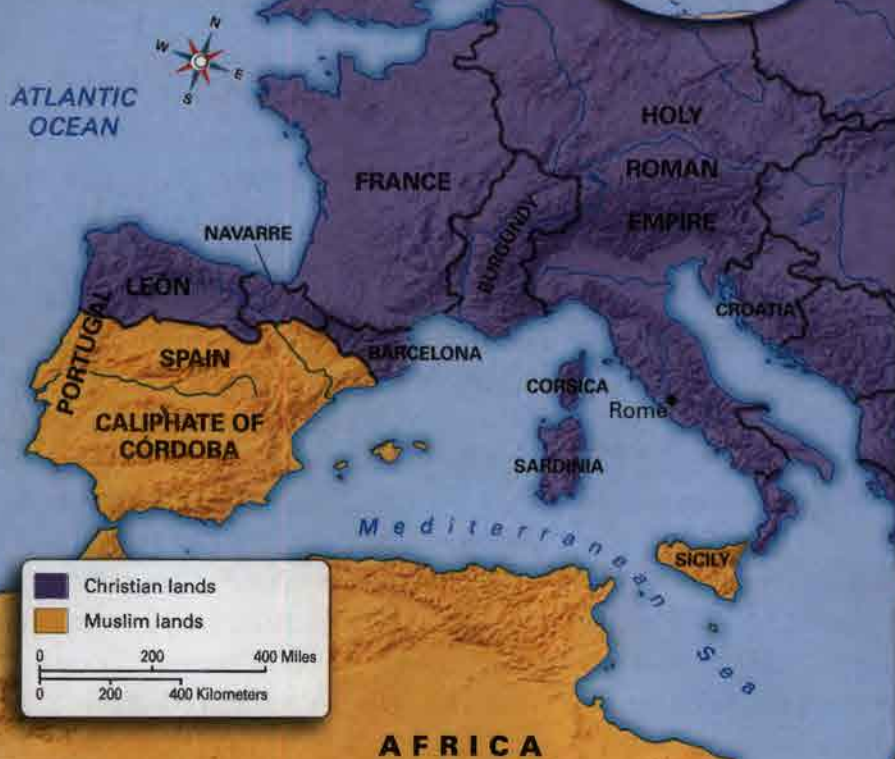 N
W
E
S
ATLANTIC
OCEAN
HOLY
ROMAN
EMPIRE
FRANCE
BURGUNDY
NAVARRE
LEÓN
CROATIA
PORTUGAL
SPAIN
BARCELONA
CORSICA
Rome
CALIPHATE OF
CÓRDOBA
SARDINIA
Mediterranean Sea
SICILY
Christian lands
Muslim lands
0 200 400 Miles
0 200 400 Kilometers
AFRICA